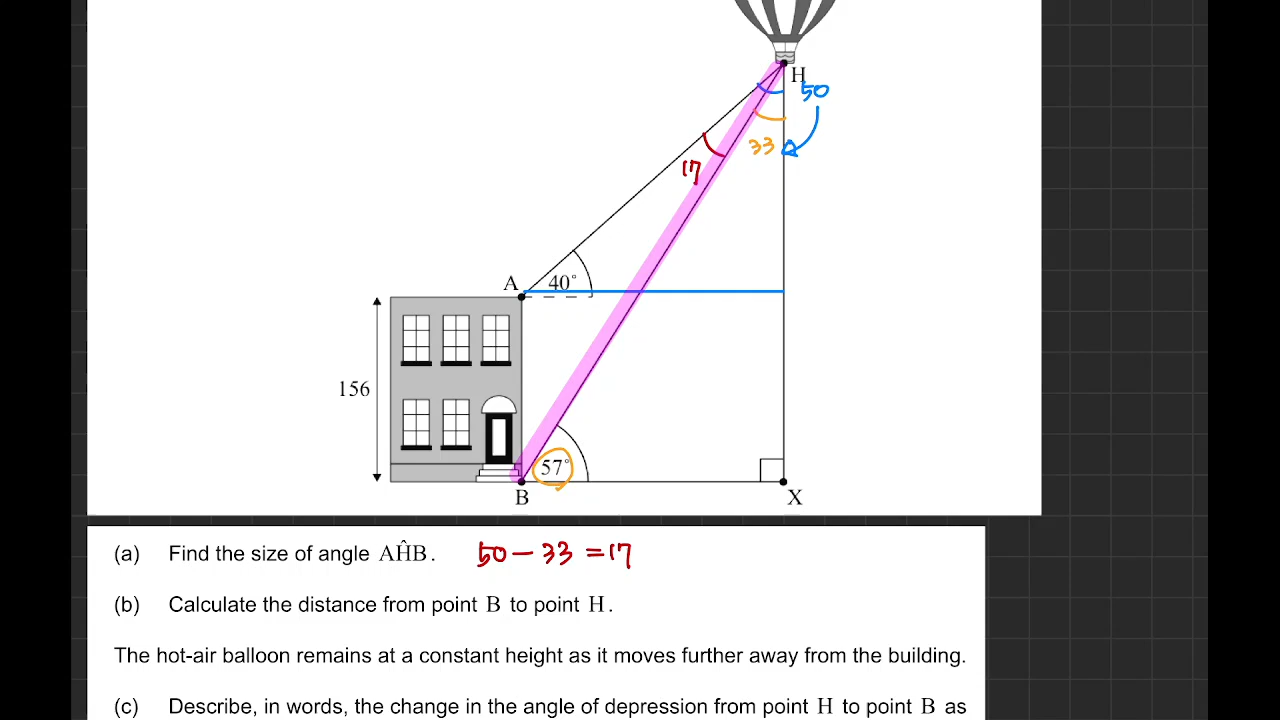 H
50
33
17
A
40°
156
57°
B
X
(a) Find the size of angle AĤB. 50 - 33 = 17
(b) Calculate the distance from point B to point H.
The hot-air balloon remains at a constant height as it moves further away from the building.
(c) Describe, in words, the change in the angle of depression from point H to point B as